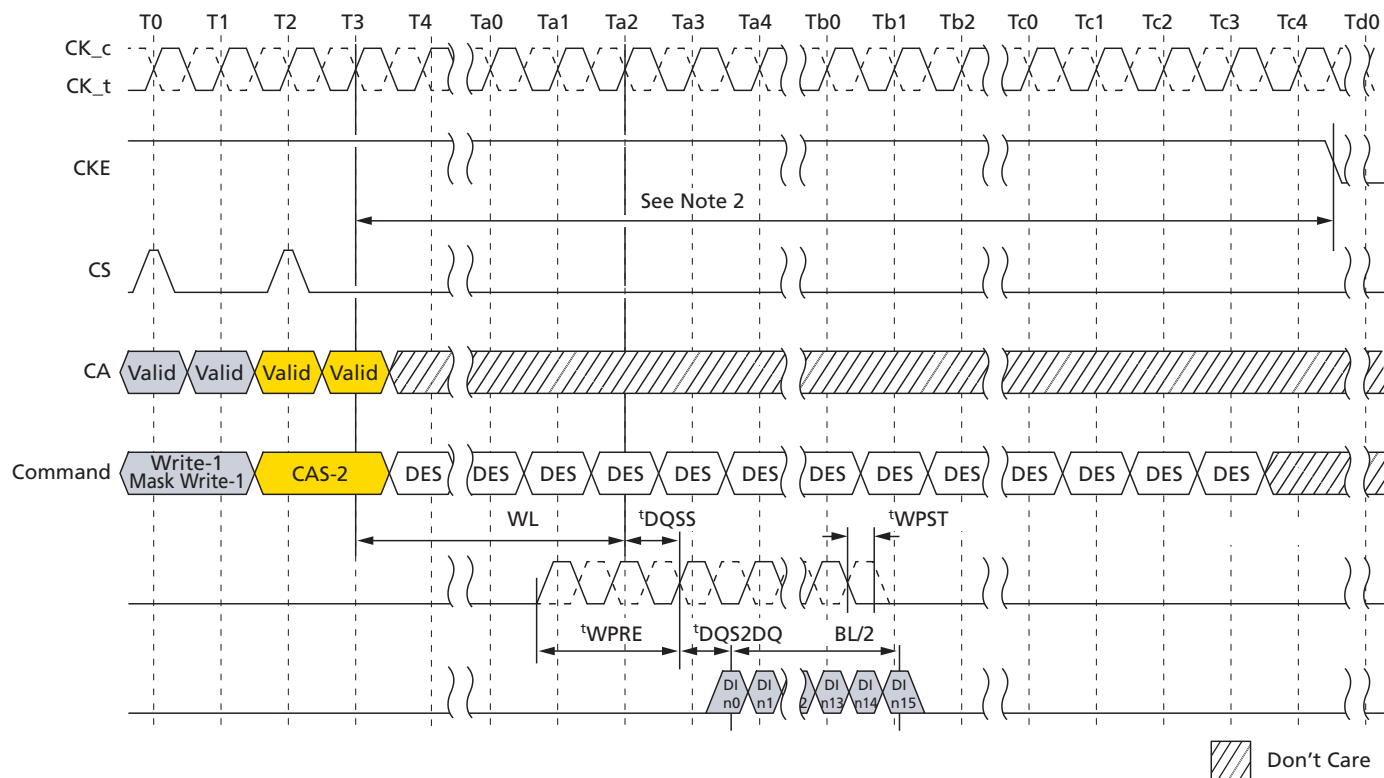 T0 T1 T2 T3 T4 Ta0 Ta1 Ta2 Ta3 Ta4 Tb0 Tb1 Tb2 Tc0 Tc1 Tc2 Tc3 Tc4 Td0
CK_c
CK_t
CKE
See Note 2
CS
CA Valid Valid Valid Valid
Command Write-1 Mask Write-1 CAS-2 DES DES DES DES DES DES DES DES DES DES DES DES DES
WL tDQSS tWPST
tWPRE tDQS2DQ BL/2
DI n0 DI n1 2 DI n13 DI n14 DI n15
Don't Care